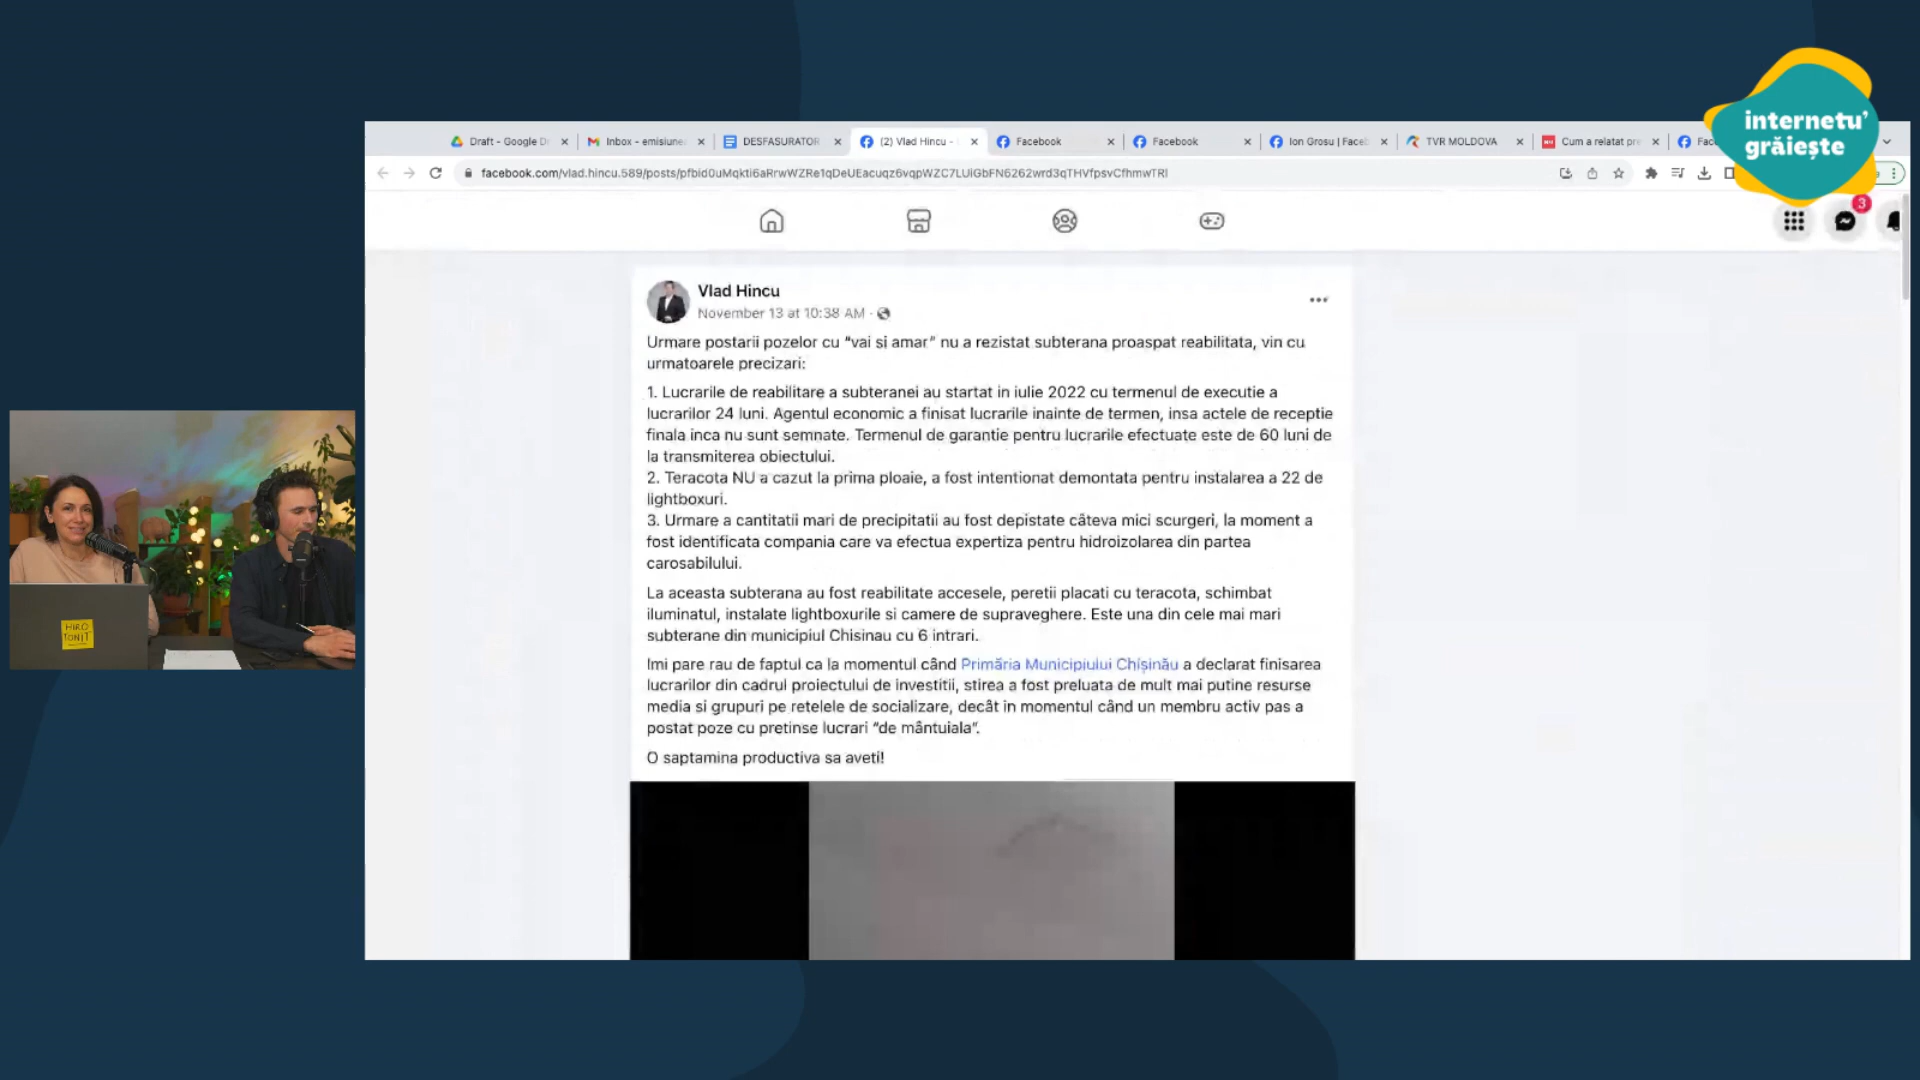 internetu'
grăiește
Draft - Google Dr
Inbox - emisiune
DESFASURATOR
(2) Vlad Hincu -
Facebook
Facebook
Ion Grosu | Faceb
TVR MOLDOVA
Cum a relatat pre
facebook.com/vlad.hincu.589/posts/
3
Vlad Hincu
November 13 at 10:38 AM ·
Urmare postarii pozelor cu “vai si amar” nu a rezistat subterana proaspat reabilitata, vin cu
urmatoarele precizari:
1. Lucrarile de reabilitare a subteranei au startat in iulie 2022 cu termenul de executie a
lucrarilor 24 luni. Agentul economic a finisat lucrarile inainte de termen, insa actele de receptie
finala inca nu sunt semnate. Termenul de garantie pentru lucrarile efectuate este de 60 luni de
la transmiterea obiectului.
2. Teracota NU a cazut la prima ploaie, a fost intentionat demontata pentru instalarea a 22 de
lightboxuri.
3. Urmare a cantitatii mari de precipitatii au fost depistate câteva mici scurgeri, la moment a
fost identificata compania care va efectua expertiza pentru hidroizolarea din partea
carosabilului.
La aceasta subterana au fost reabilitate accesele, peretii placati cu teracota, schimbat
iluminatul, instalate lightboxurile si camere de supraveghere. Este una din cele mai mari
subterane din municipiul Chisinau cu 6 intrari.
Imi pare rau de faptul ca la momentul când Primăria Municipiului Chișinău a declarat finisarea
lucrarilor din cadrul proiectului de investitii, stirea a fost preluata de mult mai putine resurse
media si grupuri pe retelele de socializare, decât in momentul când un membru activ pas a
postat poze cu pretinse lucrari “de mântuiala”.
O saptamina productiva sa aveti!
HIRO
TONIT